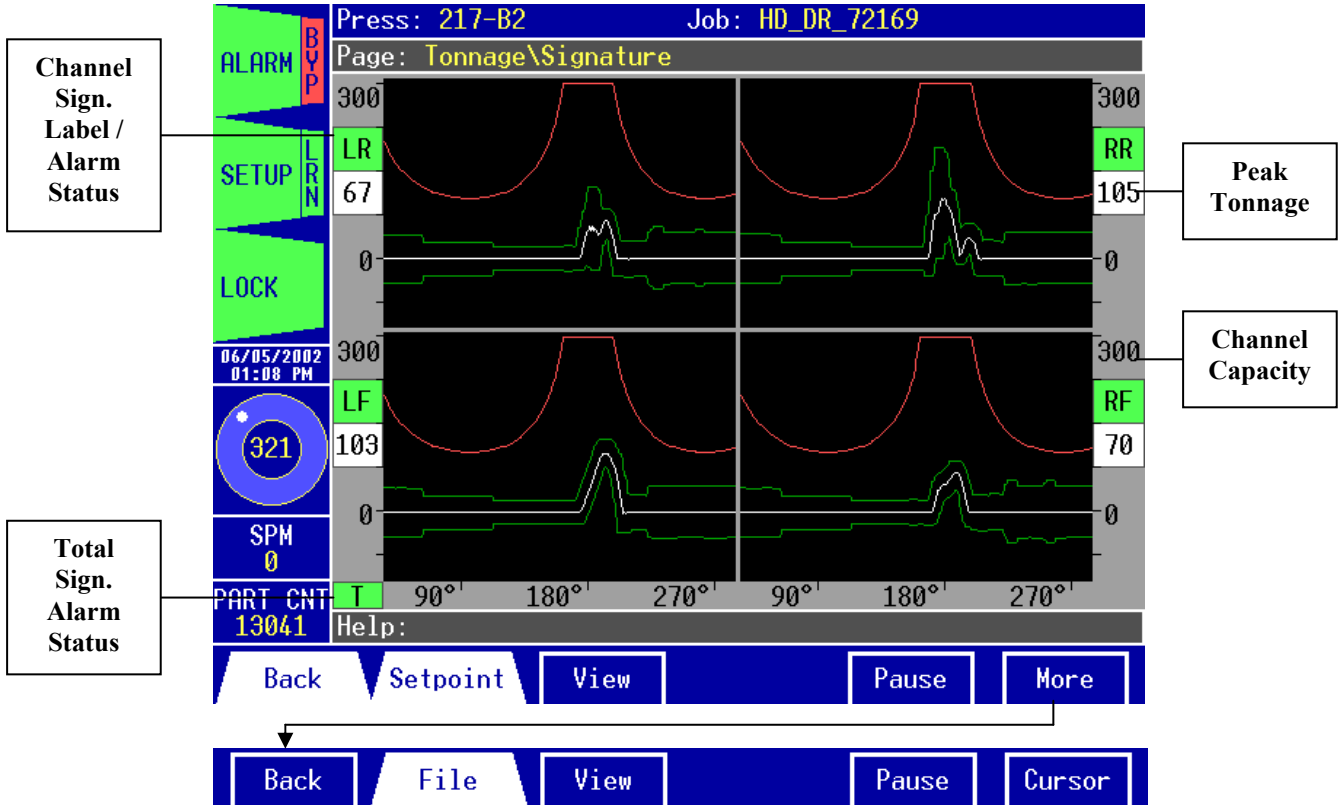 Press: 217-B2 Job: HD_DR_72169
Page: Tonnage\Signature
ALARM
BYP
SETUP
LRN
LOCK
06/05/2002
01:08 PM
321
SPM
0
PART CNT
13041
300
LR
67
0
300
RR
105
0
300
LF
103
0
300
RF
70
0
T 90° 180° 270° 90° 180° 270°
Help:
Back Setpoint View Pause More
Back File View Pause Cursor
Channel
Sign.
Label /
Alarm
Status
Total
Sign.
Alarm
Status
Peak
Tonnage
Channel
Capacity